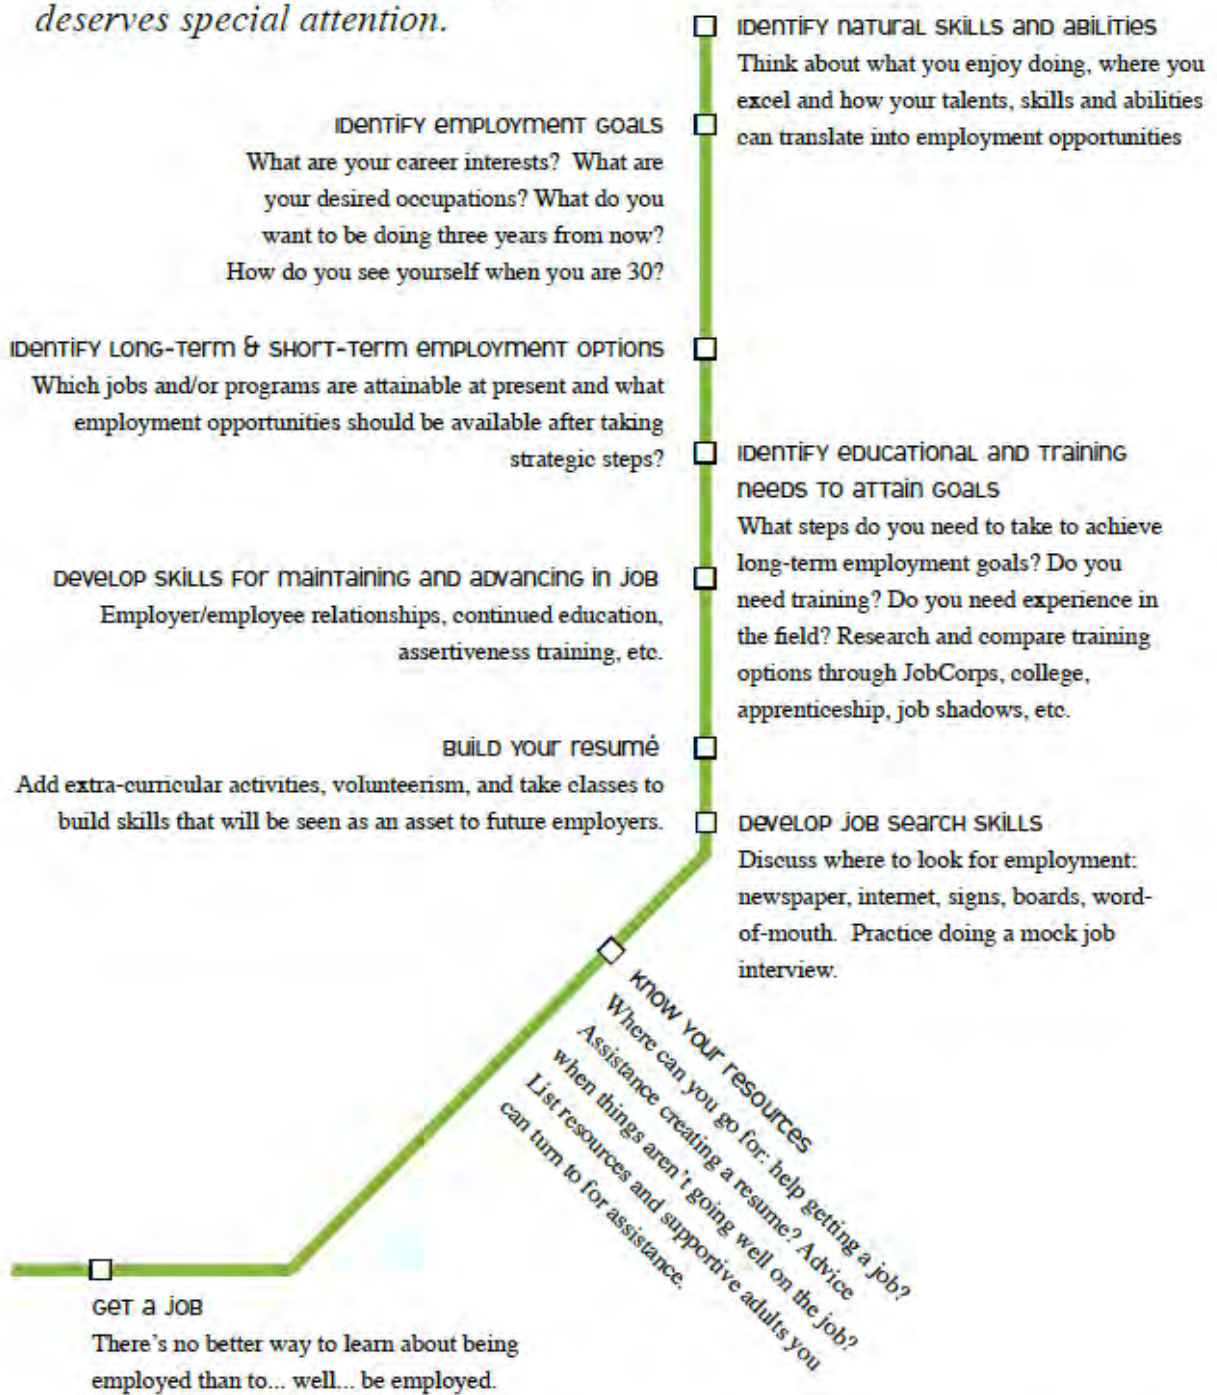 deserves special attention.
IDENTIFY NATURAL SKILLS AND ABILITIES
Think about what you enjoy doing, where you
excel and how your talents, skills and abilities
can translate into employment opportunities
IDENTIFY EMPLOYMENT GOALS
What are your career interests?  What are
your desired occupations? What do you
want to be doing three years from now?
How do you see yourself when you are 30?
IDENTIFY LONG-TERM & SHORT-TERM EMPLOYMENT OPTIONS
Which jobs and/or programs are attainable at present and what
employment opportunities should be available after taking
strategic steps?
IDENTIFY EDUCATIONAL AND TRAINING
NEEDS TO ATTAIN GOALS
What steps do you need to take to achieve
long-term employment goals? Do you
need training? Do you need experience in
the field? Research and compare training
options through JobCorps, college,
apprenticeship, job shadows, etc.
DEVELOP SKILLS FOR MAINTAINING AND ADVANCING IN JOB
Employer/employee relationships, continued education,
assertiveness training, etc.
BUILD YOUR RESUMÉ
Add extra-curricular activities, volunteerism, and take classes to
build skills that will be seen as an asset to future employers.
DEVELOP JOB SEARCH SKILLS
Discuss where to look for employment:
newspaper, internet, signs, boards, word-
of-mouth.  Practice doing a mock job
interview.
KNOW YOUR RESOURCES
Where can you go for: help getting a job?
Assistance creating a resume? Advice
when things aren't going well on the job?
List resources and supportive adults you
can turn to for assistance.
GET A JOB
There's no better way to learn about being
employed than to... well... be employed.